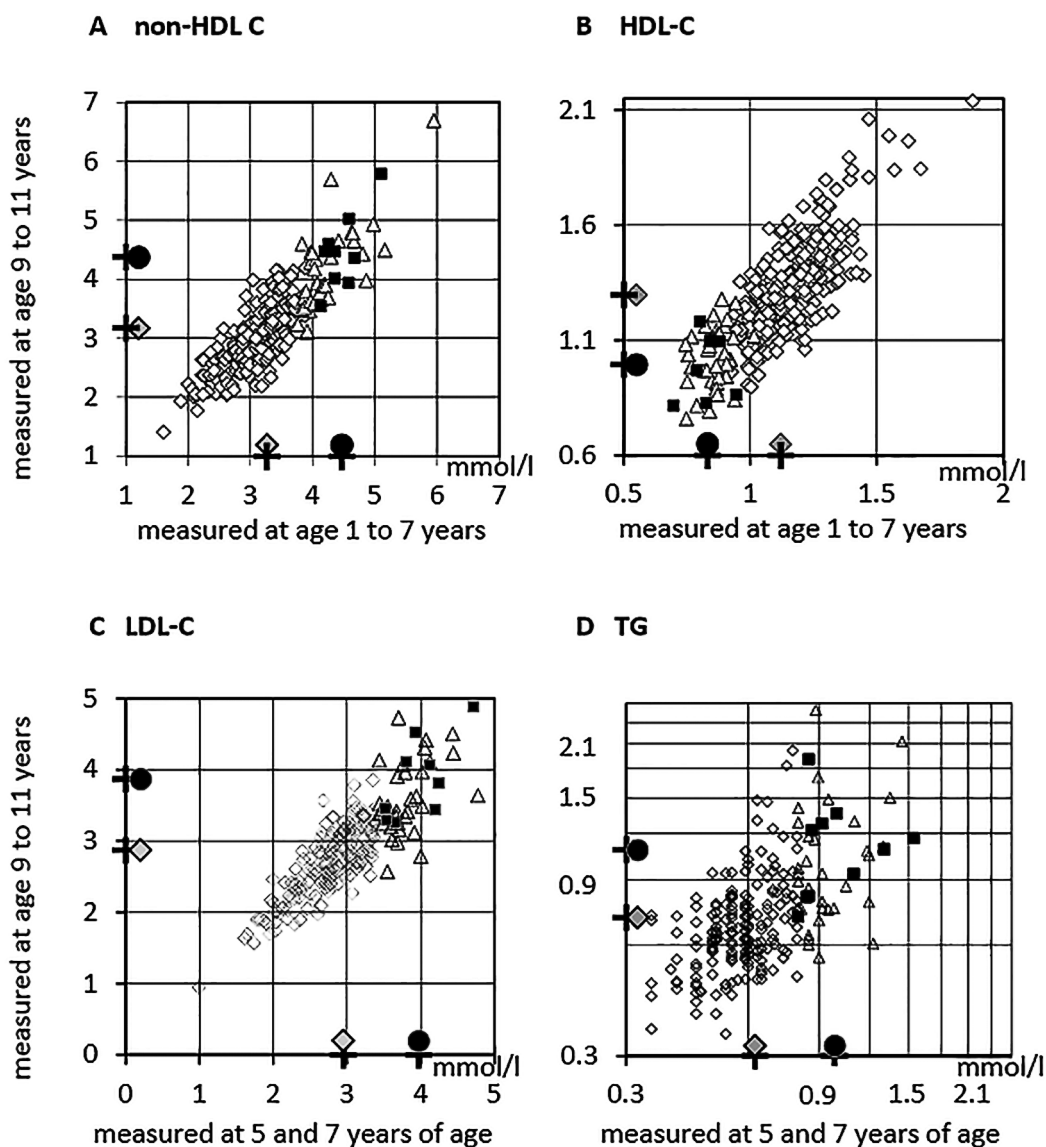 A non-HDL C
measured at age 9 to 11 years
7
6
5
4
3
2
1
mmol/l
1 2 3 4 5 6 7
measured at age 1 to 7 years
B HDL-C
2.1
1.6
1.1
0.6
mmol/l
0.5 1 1.5 2
measured at age 1 to 7 years
C LDL-C
measured at age 9 to 11 years
5
4
3
2
1
0
mmol/l
0 1 2 3 4 5
measured at 5 and 7 years of age
D TG
2.1
1.5
0.9
0.3
mmol/l
0.3 0.9 1.5 2.1
measured at 5 and 7 years of age